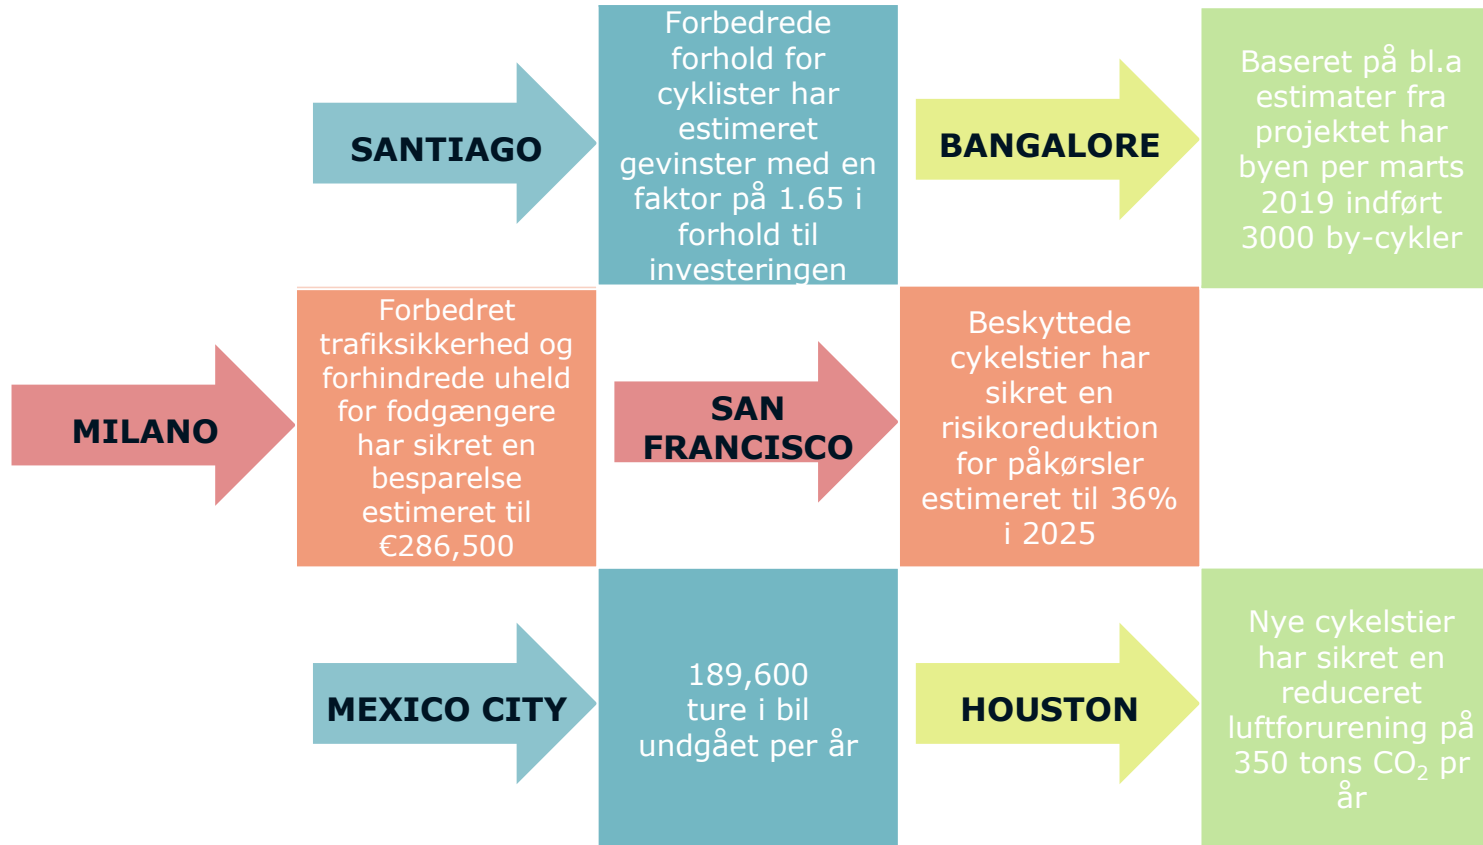 SANTIAGO
Forbedrede
forhold for
cyklister har
estimeret
gevinster med en
faktor på 1.65 i
forhold til
investeringen
BANGALORE
Baseret på bl.a
estimater fra
projektet har
byen per marts
2019 indført
3000 by-cykler
MILANO
Forbedret
trafiksikkerhed og
forhindrede uheld
for fodgængere
har sikret en
besparelse
estimeret til
€286,500
SAN
FRANCISCO
Beskyttede
cykelstier har
sikret en
risikoreduktion
for påkørsler
estimeret til 36%
i 2025
MEXICO CITY
189,600
ture i bil
undgået per år
HOUSTON
Nye cykelstier
har sikret en
reduceret
luftforurening på
350 tons CO₂ pr
år